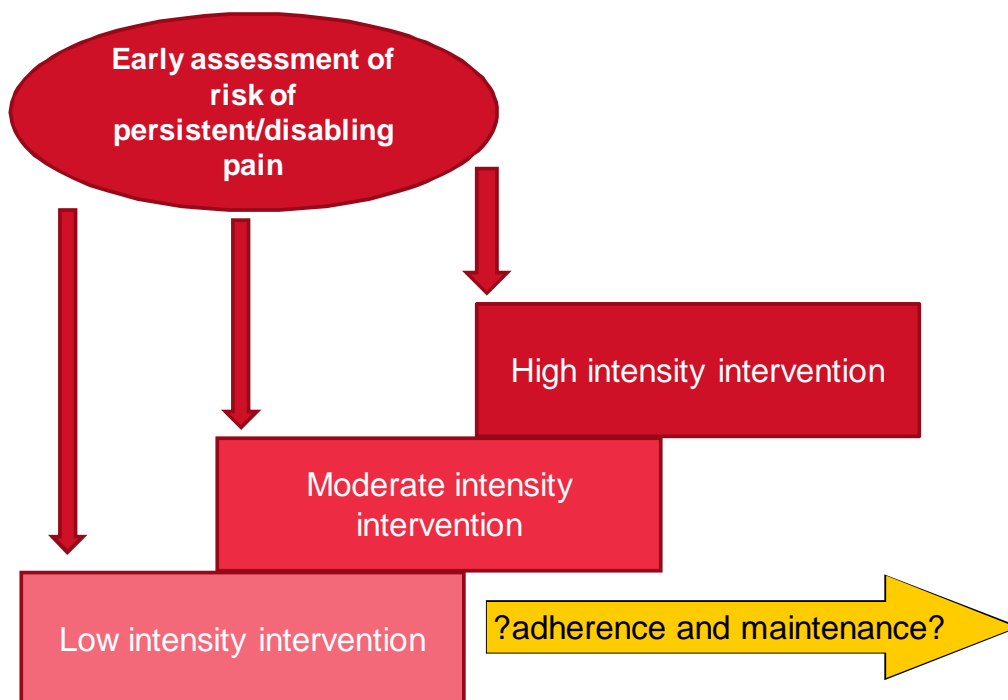 Early assessment of
risk of
persistent/disabling
pain
High intensity intervention
Moderate intensity
intervention
Low intensity intervention
?adherence and maintenance?